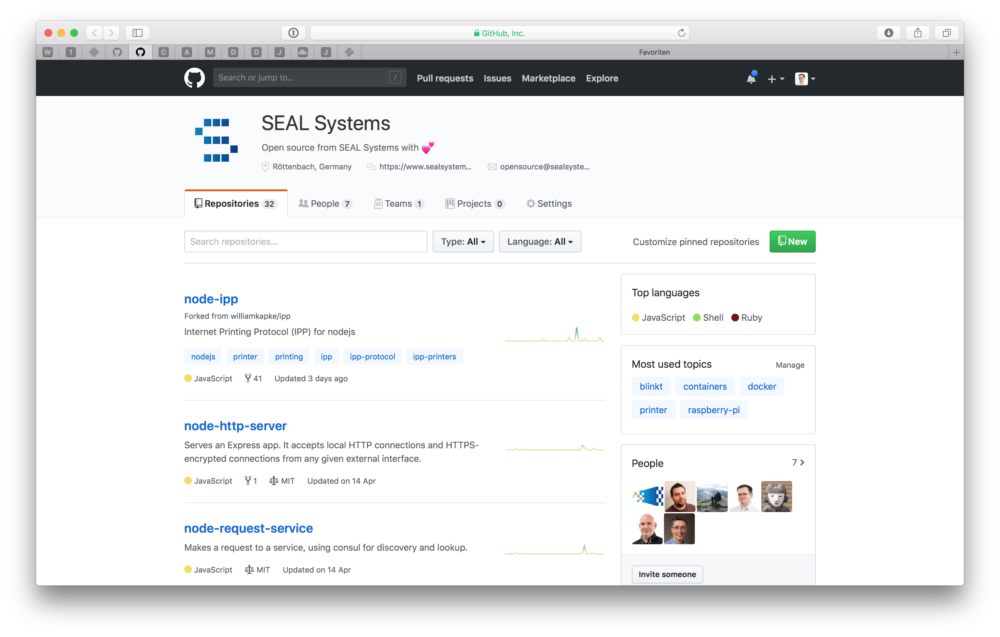 GitHub, Inc.
W 1 C A M D D J J Favoriten
Search or jump to... / Pull requests Issues Marketplace Explore
SEAL Systems
Open source from SEAL Systems with 💕
Röttenbach, Germany https://www.sealsystem... opensource@sealsyste...
Repositories 32 People 7 Teams 1 Projects 0 Settings
Search repositories... Type: All Language: All Customize pinned repositories New
node-ipp
Forked from williamkapke/ipp
Internet Printing Protocol (IPP) for nodejs
nodejs printer printing ipp ipp-protocol ipp-printers
JavaScript 41 Updated 3 days ago
node-http-server
Serves an Express app. It accepts local HTTP connections and HTTPS-
encrypted connections from any given external interface.
JavaScript 1 MIT Updated on 14 Apr
node-request-service
Makes a request to a service, using consul for discovery and lookup.
JavaScript MIT Updated on 14 Apr
Top languages
JavaScript Shell Ruby
Most used topics Manage
blinkt containers docker
printer raspberry-pi
People 7
Invite someone